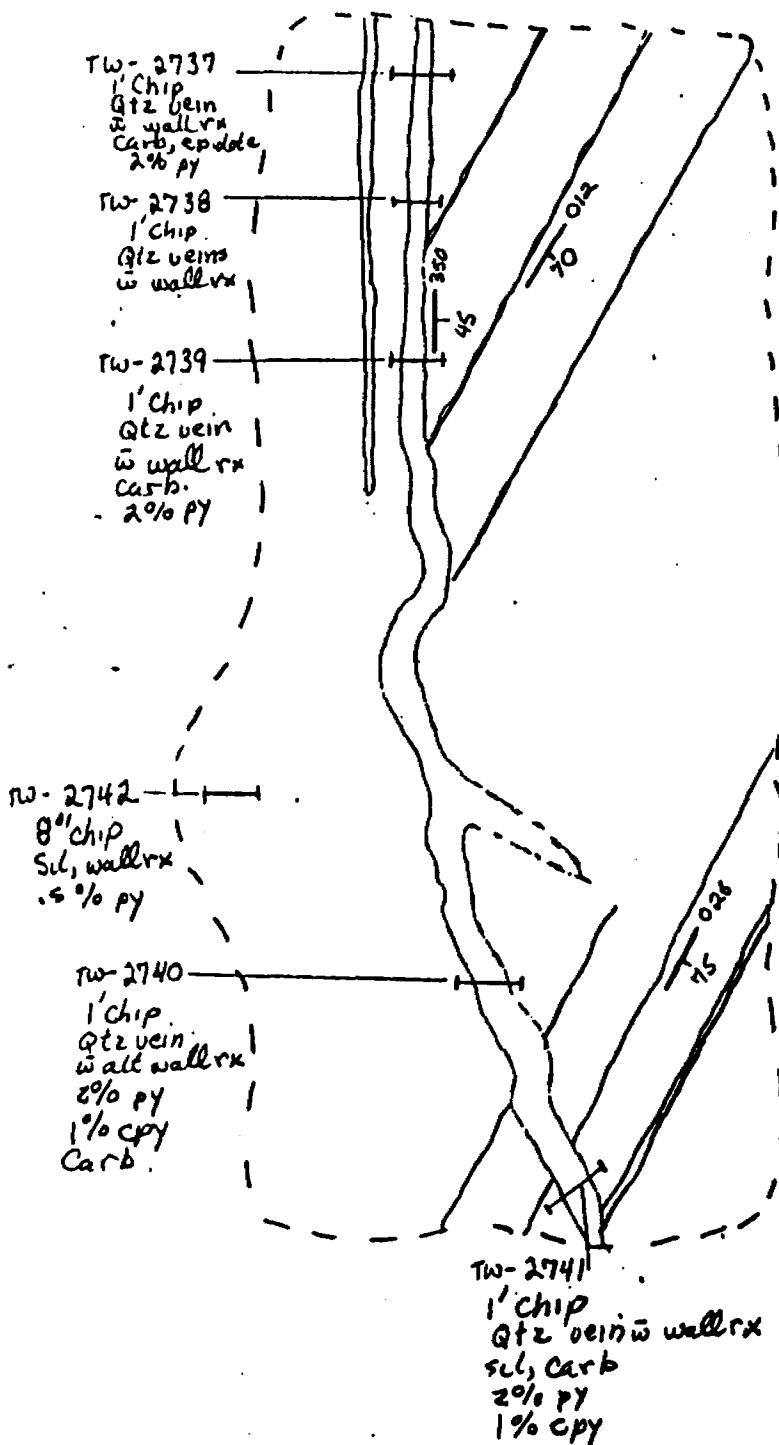 TW-2737
1' Chip
Qtz vein
w̄ wall rx
Carb, epidote
2% py
TW-2738
1' Chip
Qtz veins
w̄ wall rx
TW-2739
1' Chip
Qtz vein
w̄ wall rx
Carb.
2% py
350
45
012
70
TW-2742
8" chip
Sil, wall rx
.5% py
TW-2740
1' Chip
Qtz vein
w̄ alt wall rx
2% py
1% cpy
Carb.
026
75
TW-2741
1' Chip
Qtz vein w̄ wall rx
sil, carb
2% py
1% cpy